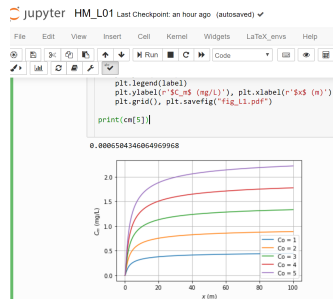 jupyter HM_L01 Last Checkpoint: an hour ago (autosaved)
File Edit View Insert Cell Kernel Widgets LaTeX_envs Help
Run Code
plt.legend(label)
plt.ylabel(r'$C_m$ (mg/L)'), plt.xlabel(r'$x$ (m)')
plt.grid(), plt.savefig("fig_L1.pdf")
print(cm[5])
0.0006504346064969968
2.0
1.5
1.0
0.5
0.0
Cm (mg/L)
Co = 1
Co = 2
Co = 3
Co = 4
Co = 5
0 20 40 60 80 100
x (m)